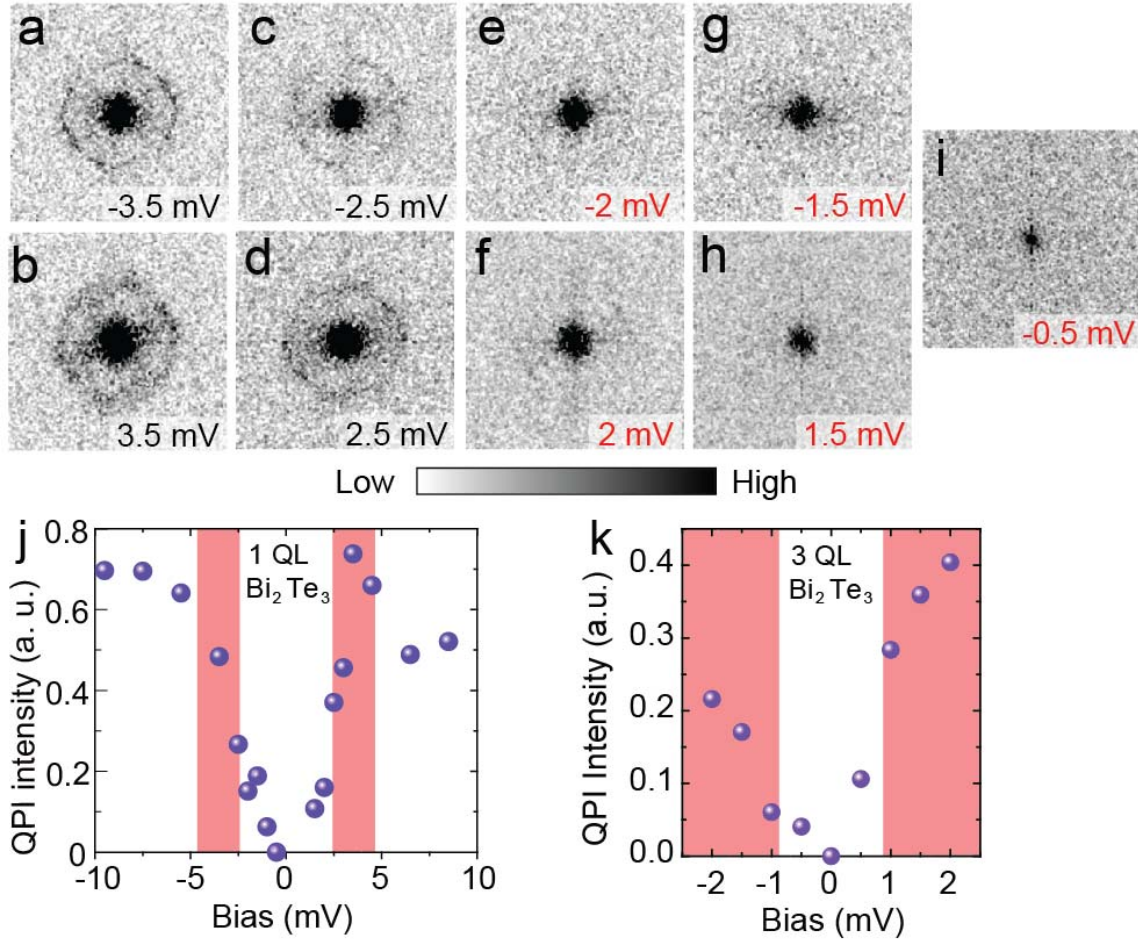 a
-3.5 mV
c
-2.5 mV
e
-2 mV
g
-1.5 mV
i
-0.5 mV
b
3.5 mV
d
2.5 mV
f
2 mV
h
1.5 mV
Low
High
j
1 QL
Bi₂Te₃
QPI intensity (a. u.)
0.8
0.6
0.4
0.2
0
-10
-5
0
5
10
Bias (mV)
k
3 QL
Bi₂Te₃
QPI Intensity (a.u.)
0.4
0.3
0.2
0.1
0.0
-2
-1
0
1
2
Bias (mV)